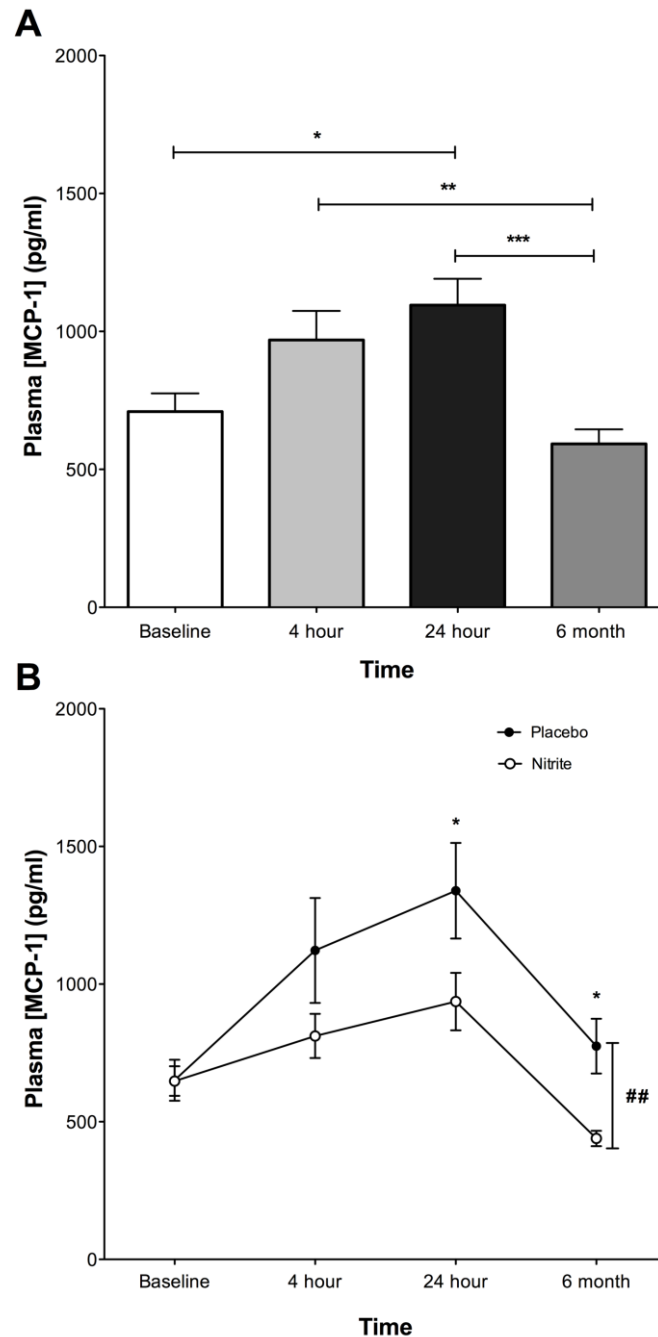 A
Plasma [MCP-1] (pg/ml)
2000
1500
1000
500
0
*
**
***
Baseline 4 hour 24 hour 6 month
Time
B
Plasma [MCP-1] (pg/ml)
2000
1500
1000
500
0
Placebo
Nitrite
*
*
##
Baseline 4 hour 24 hour 6 month
Time